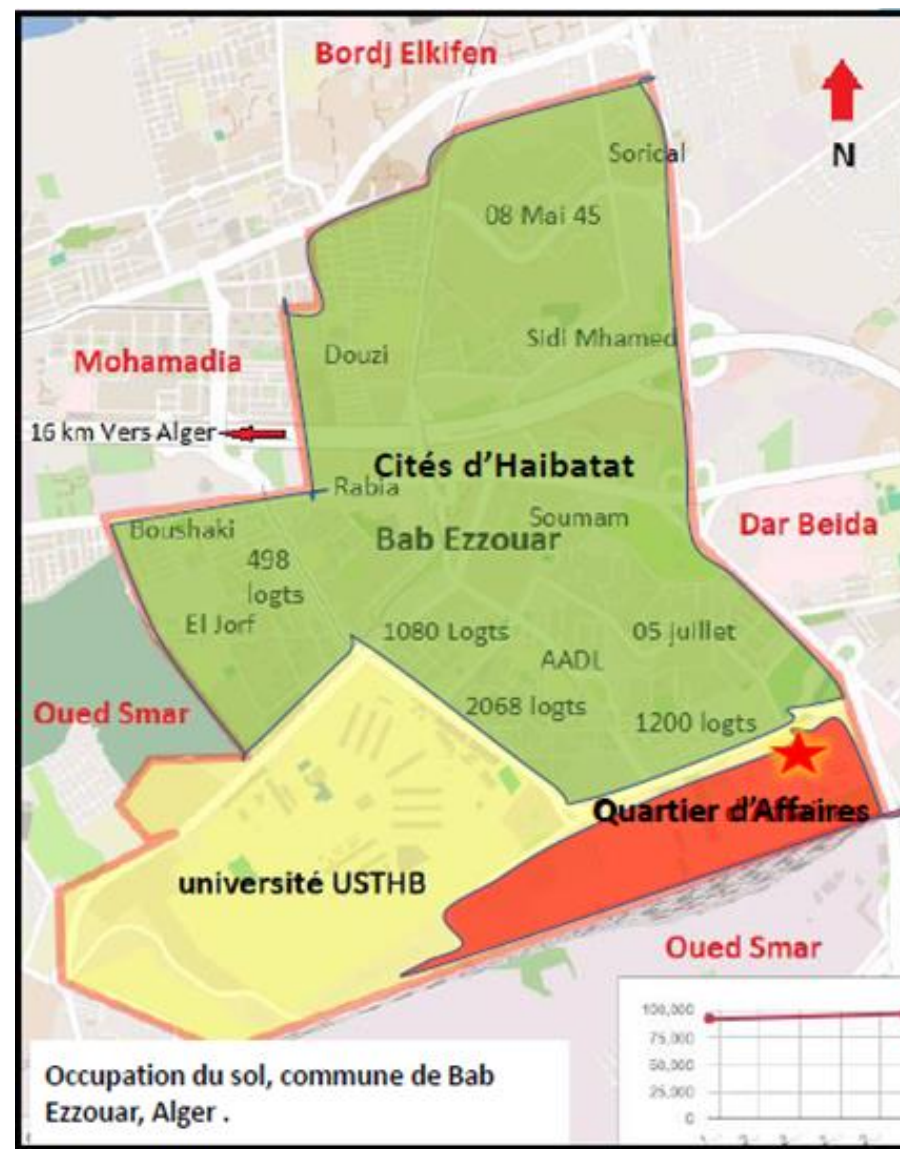 Bordj Elkifen
N
Sorical
08 Mai 45
Sidi Mhamed
Douzi
Mohamadia
16 km Vers Alger
Cités d’Haibatat
Rabia
Soumam
Boushaki
Bab Ezzouar
Dar Beida
498
logts
El Jorf
1080 Logts
05 juillet
AADL
2068 logts
Oued Smar
1200 logts
Quartier d’Affaires
université USTHB
Oued Smar
100,000
75,000
50,000
25,000
0
Occupation du sol, commune de Bab
Ezzouar, Alger .